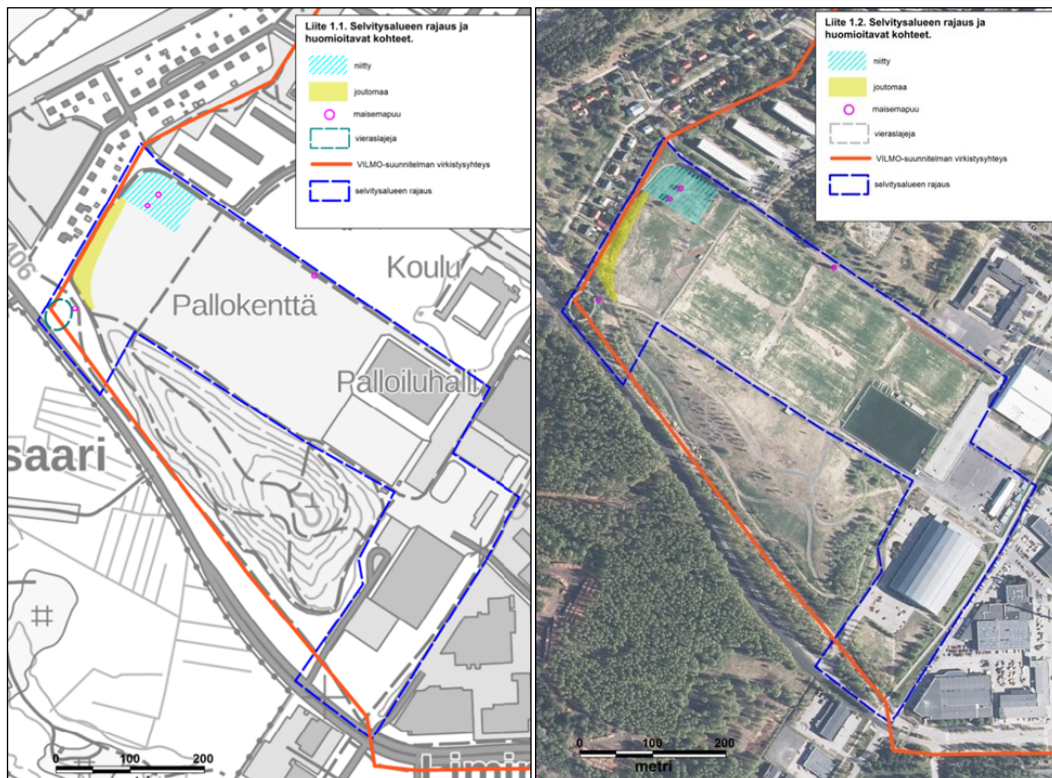 Liite 1.1. Selvitysalueen rajaus ja
huomioitavat kohteet.
niitty
joutomaa
maisemapuu
vieraslajeja
VILMO-suunnitelman virkistysyhteys
selvitysalueen rajaus
Koulu
Pallokenttä
Palloiluhalli
saari
0 100 200
Liite 1.2. Selvitysalueen rajaus ja
huomioitavat kohteet.
niitty
joutomaa
maisemapuu
vieraslajeja
VILMO-suunnitelman virkistysyhteys
selvitysalueen rajaus
0 100 200
metri